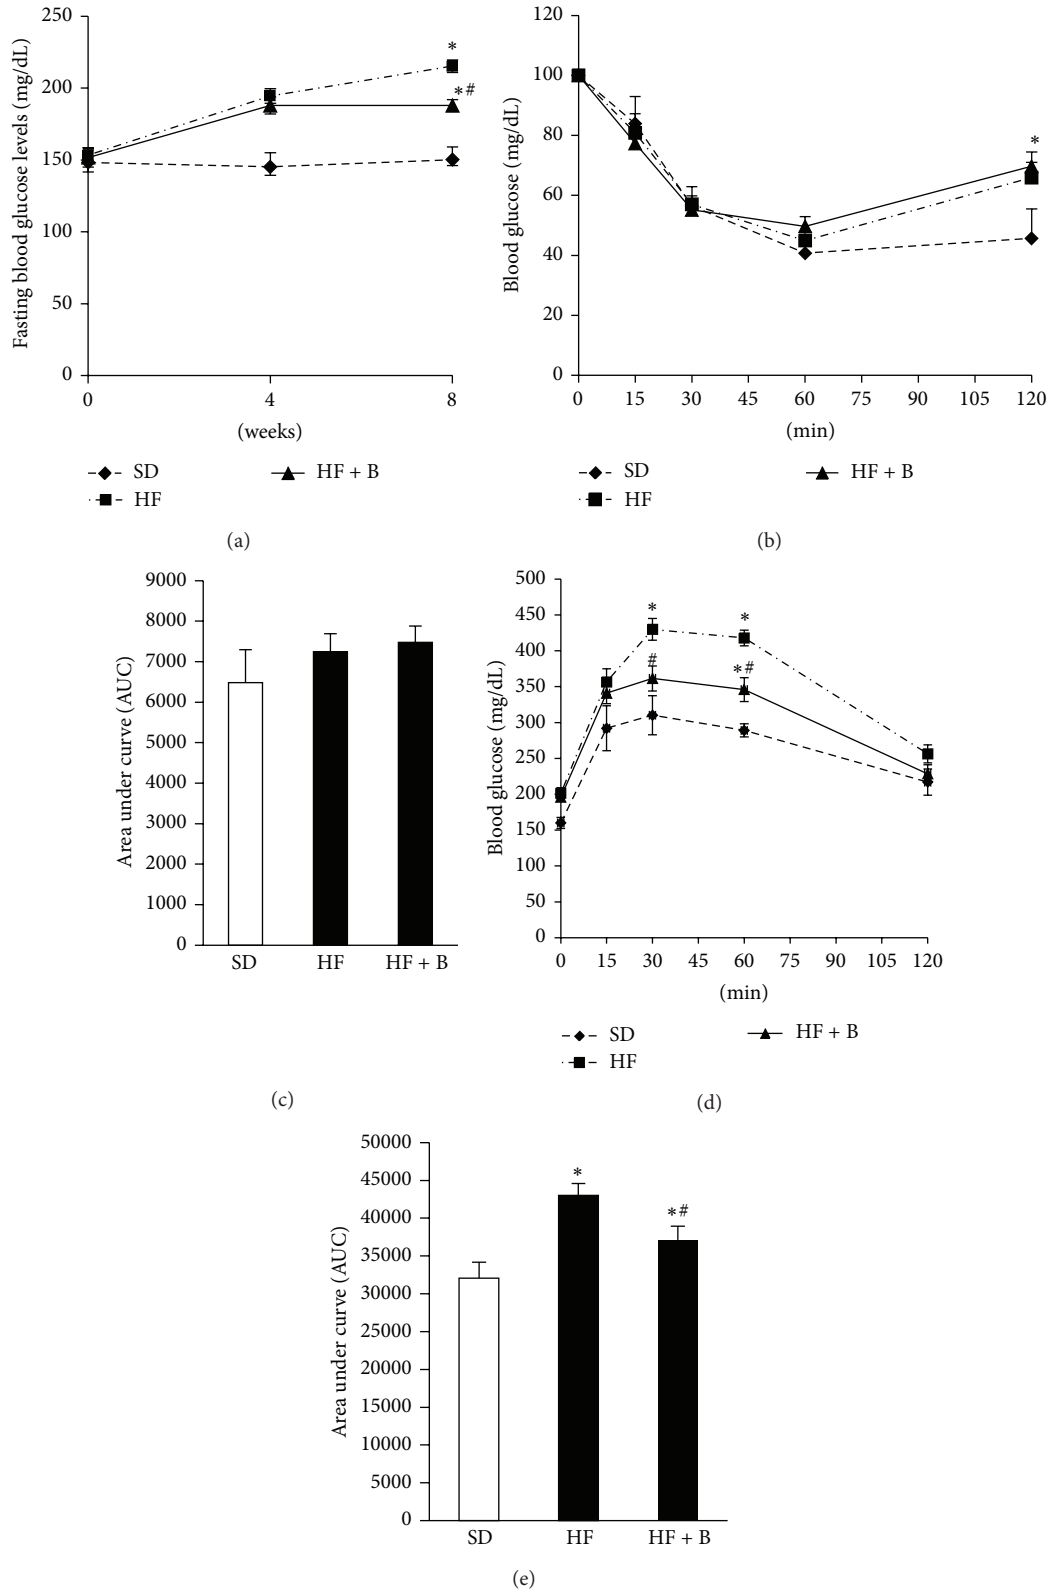 Fasting blood glucose levels (mg/dL)
250
200
150
100
50
0
*
*#
0 4 8
(weeks)
SD HF + B
HF
(a)
Blood glucose (mg/dL)
120
100
80
60
40
20
0
*
0 15 30 45 60 75 90 105 120
(min)
SD HF + B
HF
(b)
Area under curve (AUC)
9000
8000
7000
6000
5000
4000
3000
2000
1000
0
SD HF HF + B
(c)
Blood glucose (mg/dL)
500
450
400
350
300
250
200
150
100
50
0
* *
# *#
0 15 30 60 75 90 105 120
(min)
SD HF + B
HF
(d)
Area under curve (AUC)
50000
45000
40000
35000
30000
25000
20000
15000
10000
5000
0
*
*#
SD HF HF + B
(e)